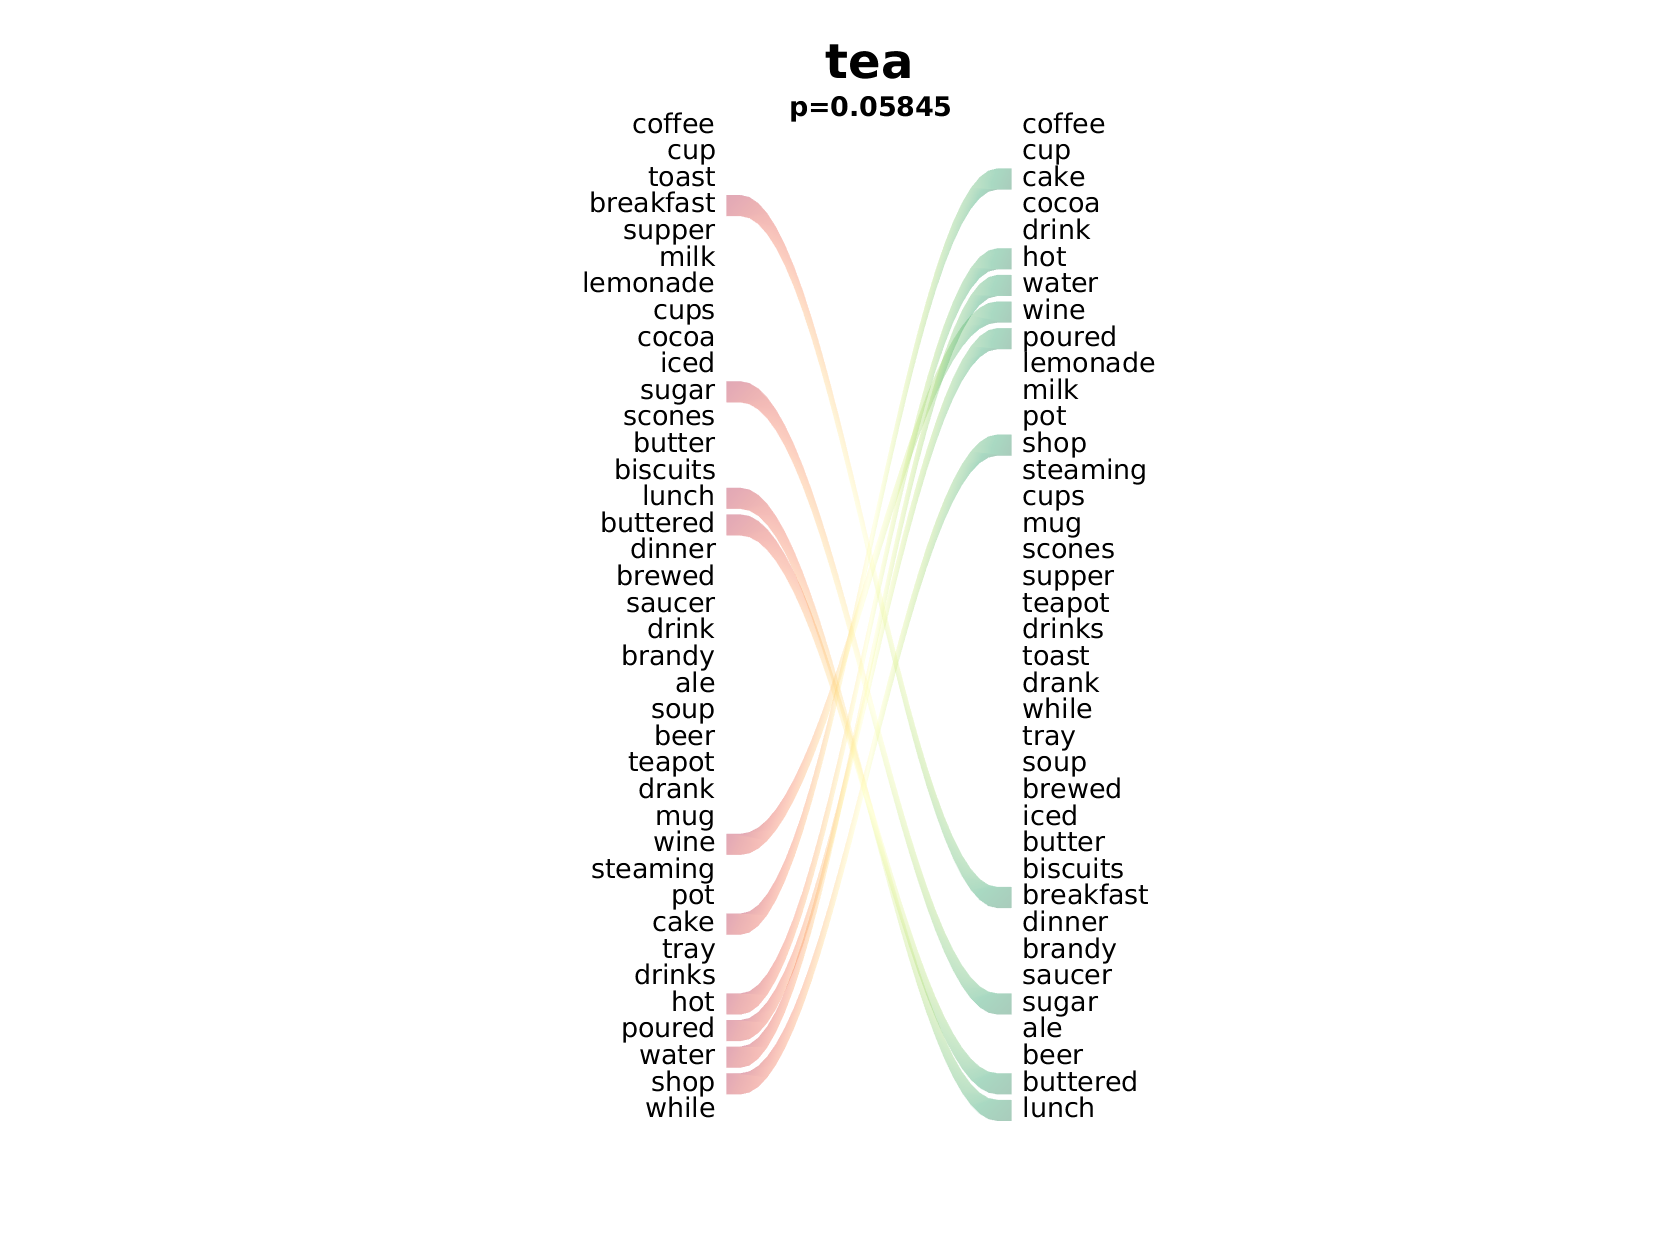 tea
p=0.05845
coffee coffee
cup cup
toast cake
breakfast cocoa
supper drink
milk hot
lemonade water
cups wine
cocoa poured
iced lemonade
sugar milk
scones pot
butter shop
biscuits steaming
lunch cups
buttered mug
dinner scones
brewed supper
saucer teapot
drink drinks
brandy toast
ale drank
soup while
beer tray
teapot soup
drank brewed
mug iced
wine butter
steaming biscuits
pot breakfast
cake dinner
tray brandy
drinks saucer
hot sugar
poured ale
water beer
shop buttered
while lunch